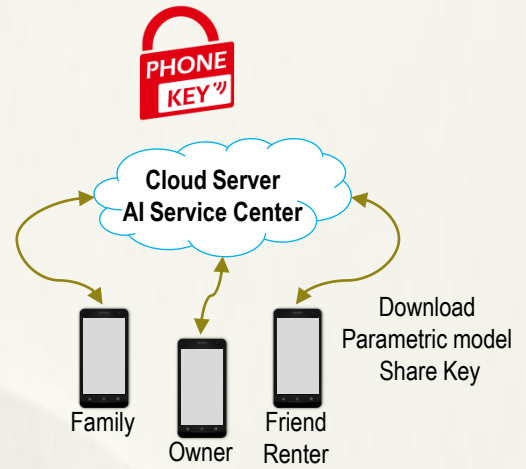 PHONE
KEY
Cloud Server
AI Service Center
Download
Parametric model
Share Key
Family
Owner
Friend
Renter